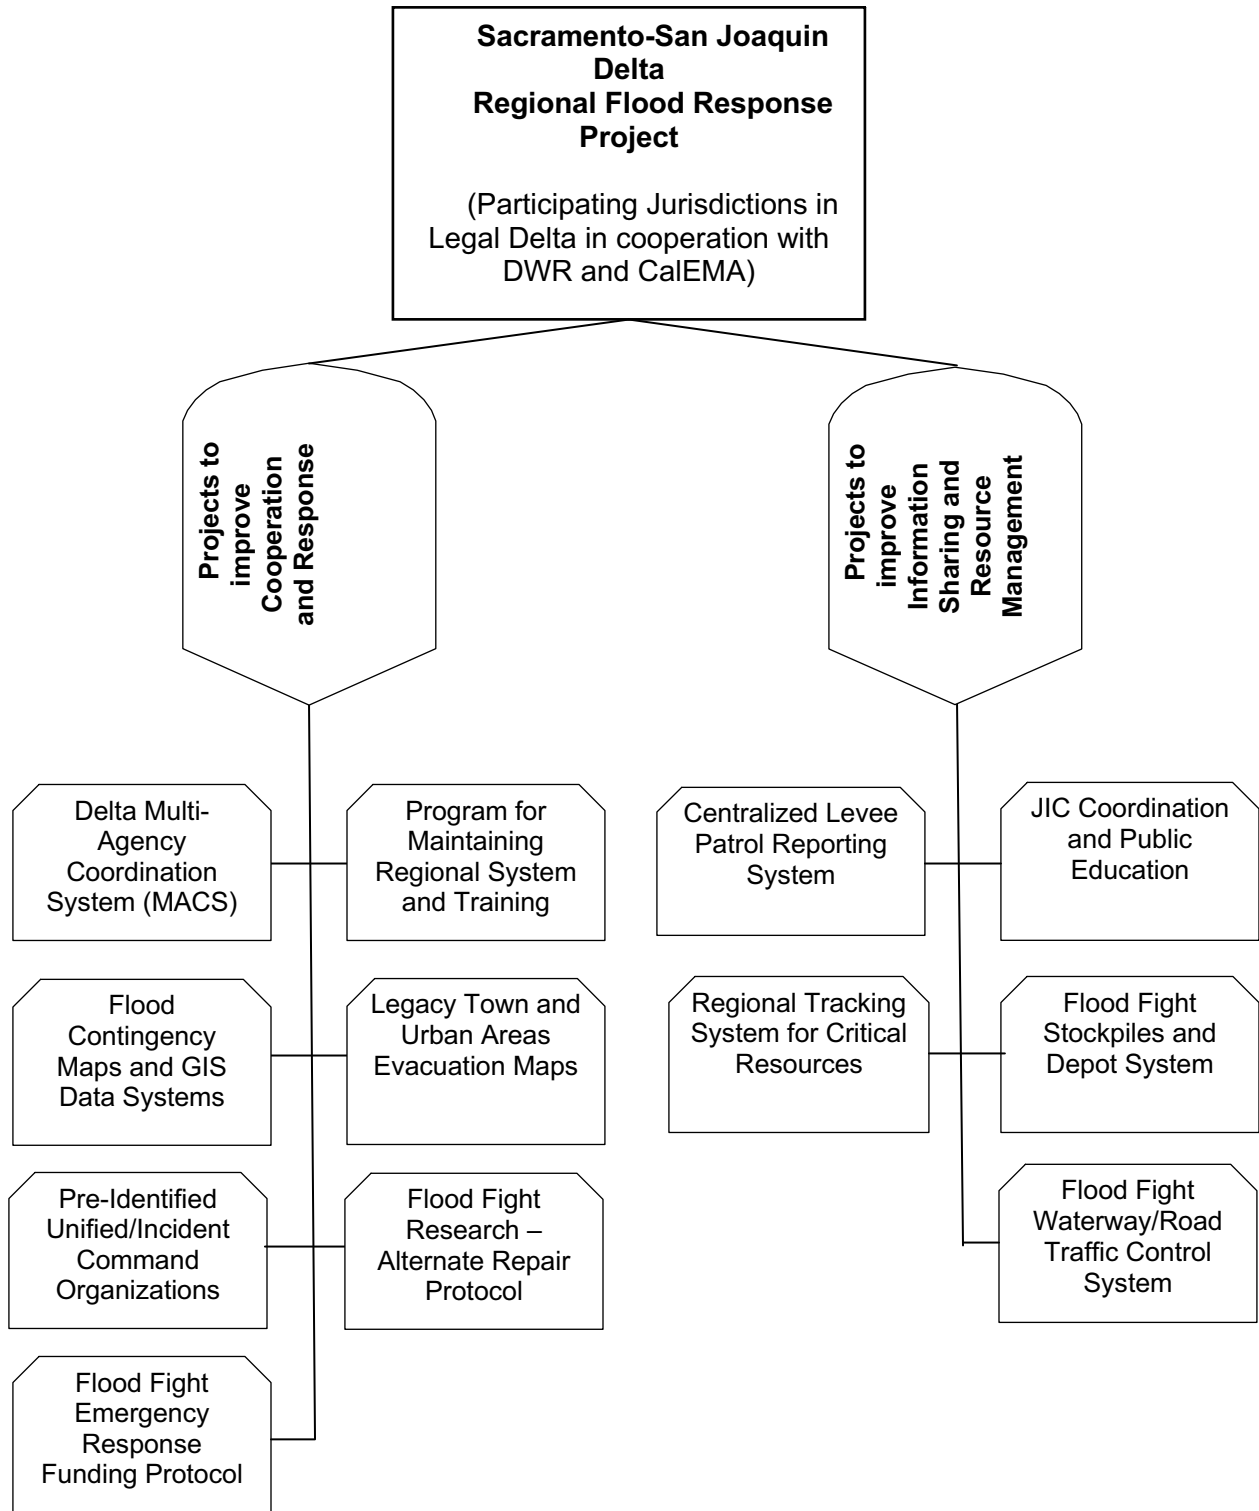 Sacramento-San Joaquin
Delta
Regional Flood Response
Project
(Participating Jurisdictions in
Legal Delta in cooperation with
DWR and CalEMA)
Projects to
improve
Cooperation
and Response
Projects to
improve
Information
Sharing and
Resource
Management
Delta Multi-
Agency
Coordination
System (MACS)
Program for
Maintaining
Regional System
and Training
Centralized Levee
Patrol Reporting
System
JIC Coordination
and Public
Education
Flood
Contingency
Maps and GIS
Data Systems
Legacy Town and
Urban Areas
Evacuation Maps
Regional Tracking
System for Critical
Resources
Flood Fight
Stockpiles and
Depot System
Pre-Identified
Unified/Incident
Command
Organizations
Flood Fight
Research –
Alternate Repair
Protocol
Flood Fight
Waterway/Road
Traffic Control
System
Flood Fight
Emergency
Response
Funding Protocol